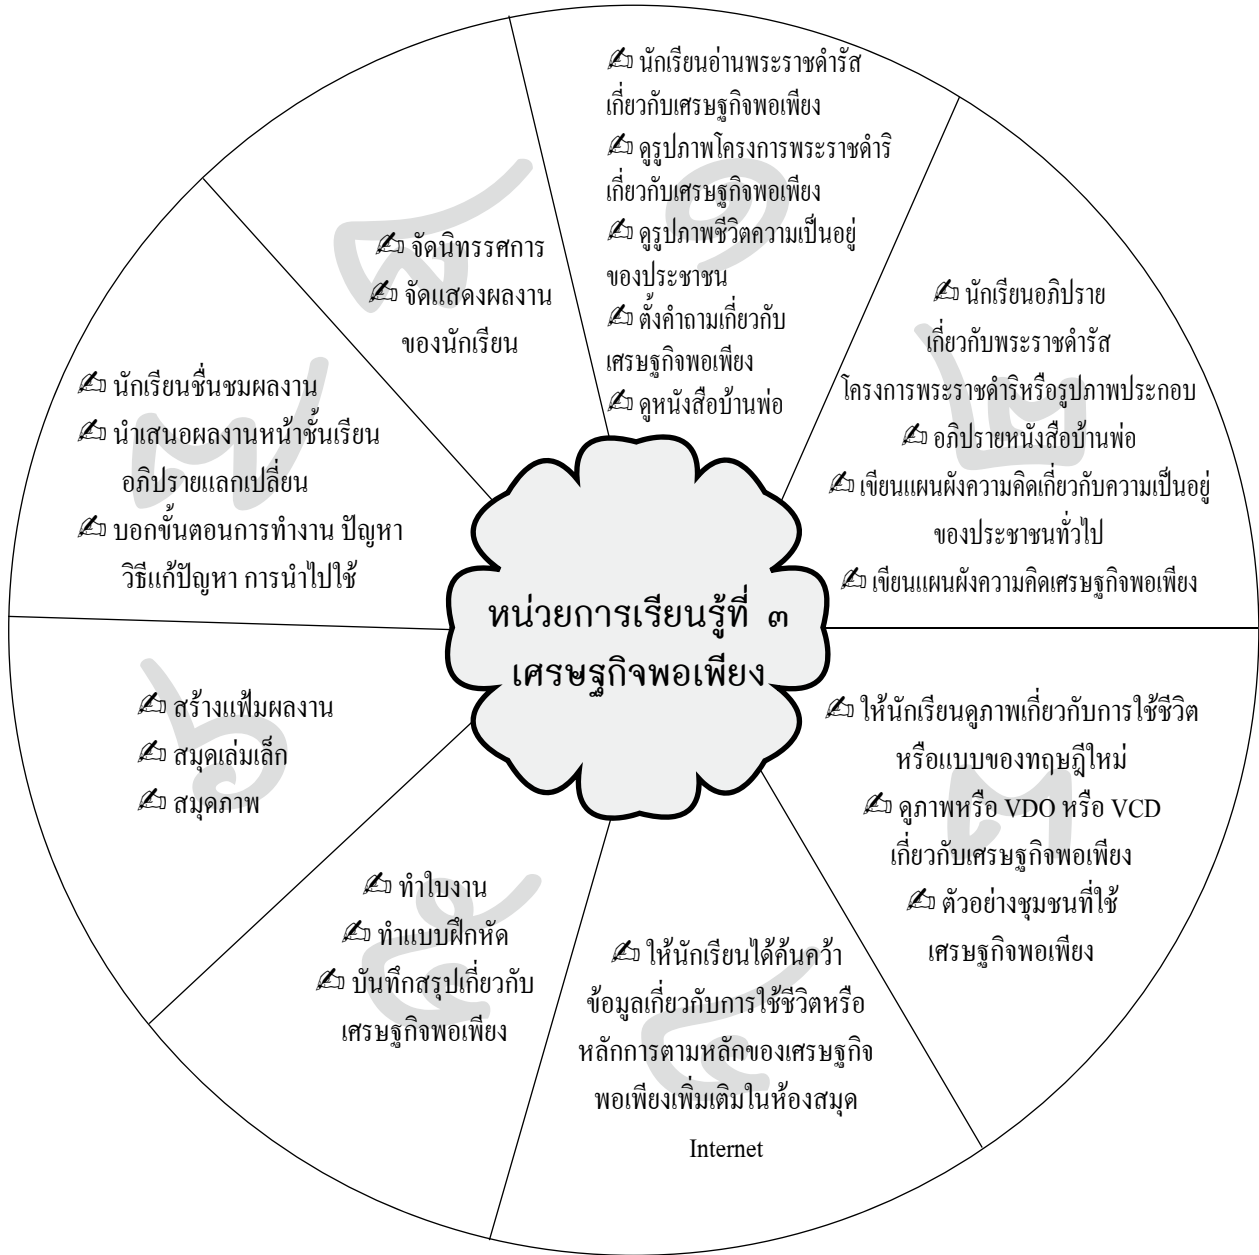 หน่วยการเรียนรู้ที่ ๓
เศรษฐกิจพอเพียง
๑
✍ นักเรียนอ่านพระราชดำรัส
เกี่ยวกับเศรษฐกิจพอเพียง
✍ ดูรูปภาพโครงการพระราชดำริ
เกี่ยวกับเศรษฐกิจพอเพียง
✍ ดูรูปภาพชีวิตความเป็นอยู่
ของประชาชน
✍ ตั้งคำถามเกี่ยวกับ
เศรษฐกิจพอเพียง
✍ ดูหนังสือบ้านพ่อ
๒
✍ นักเรียนอภิปราย
เกี่ยวกับพระราชดำรัส
โครงการพระราชดำริหรือรูปภาพประกอบ
✍ อภิปรายหนังสือบ้านพ่อ
✍ เขียนแผนผังความคิดเกี่ยวกับความเป็นอยู่
ของประชาชนทั่วไป
✍ เขียนแผนผังความคิดเศรษฐกิจพอเพียง
๓
✍ ให้นักเรียนดูภาพเกี่ยวกับการใช้ชีวิต
หรือแบบของทฤษฎีใหม่
✍ ดูภาพหรือ VDO หรือ VCD
เกี่ยวกับเศรษฐกิจพอเพียง
✍ ตัวอย่างชุมชนที่ใช้
เศรษฐกิจพอเพียง
๔
✍ ให้นักเรียนได้ค้นคว้า
ข้อมูลเกี่ยวกับการใช้ชีวิตหรือ
หลักการตามหลักของเศรษฐกิจ
พอเพียงเพิ่มเติมในห้องสมุด
Internet
๕
✍ ทำใบงาน
✍ ทำแบบฝึกหัด
✍ บันทึกสรุปเกี่ยวกับ
เศรษฐกิจพอเพียง
๖
✍ สร้างแฟ้มผลงาน
✍ สมุดเล่มเล็ก
✍ สมุดภาพ
๗
✍ นักเรียนชื่นชมผลงาน
✍ นำเสนอผลงานหน้าชั้นเรียน
อภิปรายแลกเปลี่ยน
✍ บอกขั้นตอนการทำงาน ปัญหา
วิธีแก้ปัญหา การนำไปใช้
๘
✍ จัดนิทรรศการ
✍ จัดแสดงผลงาน
ของนักเรียน